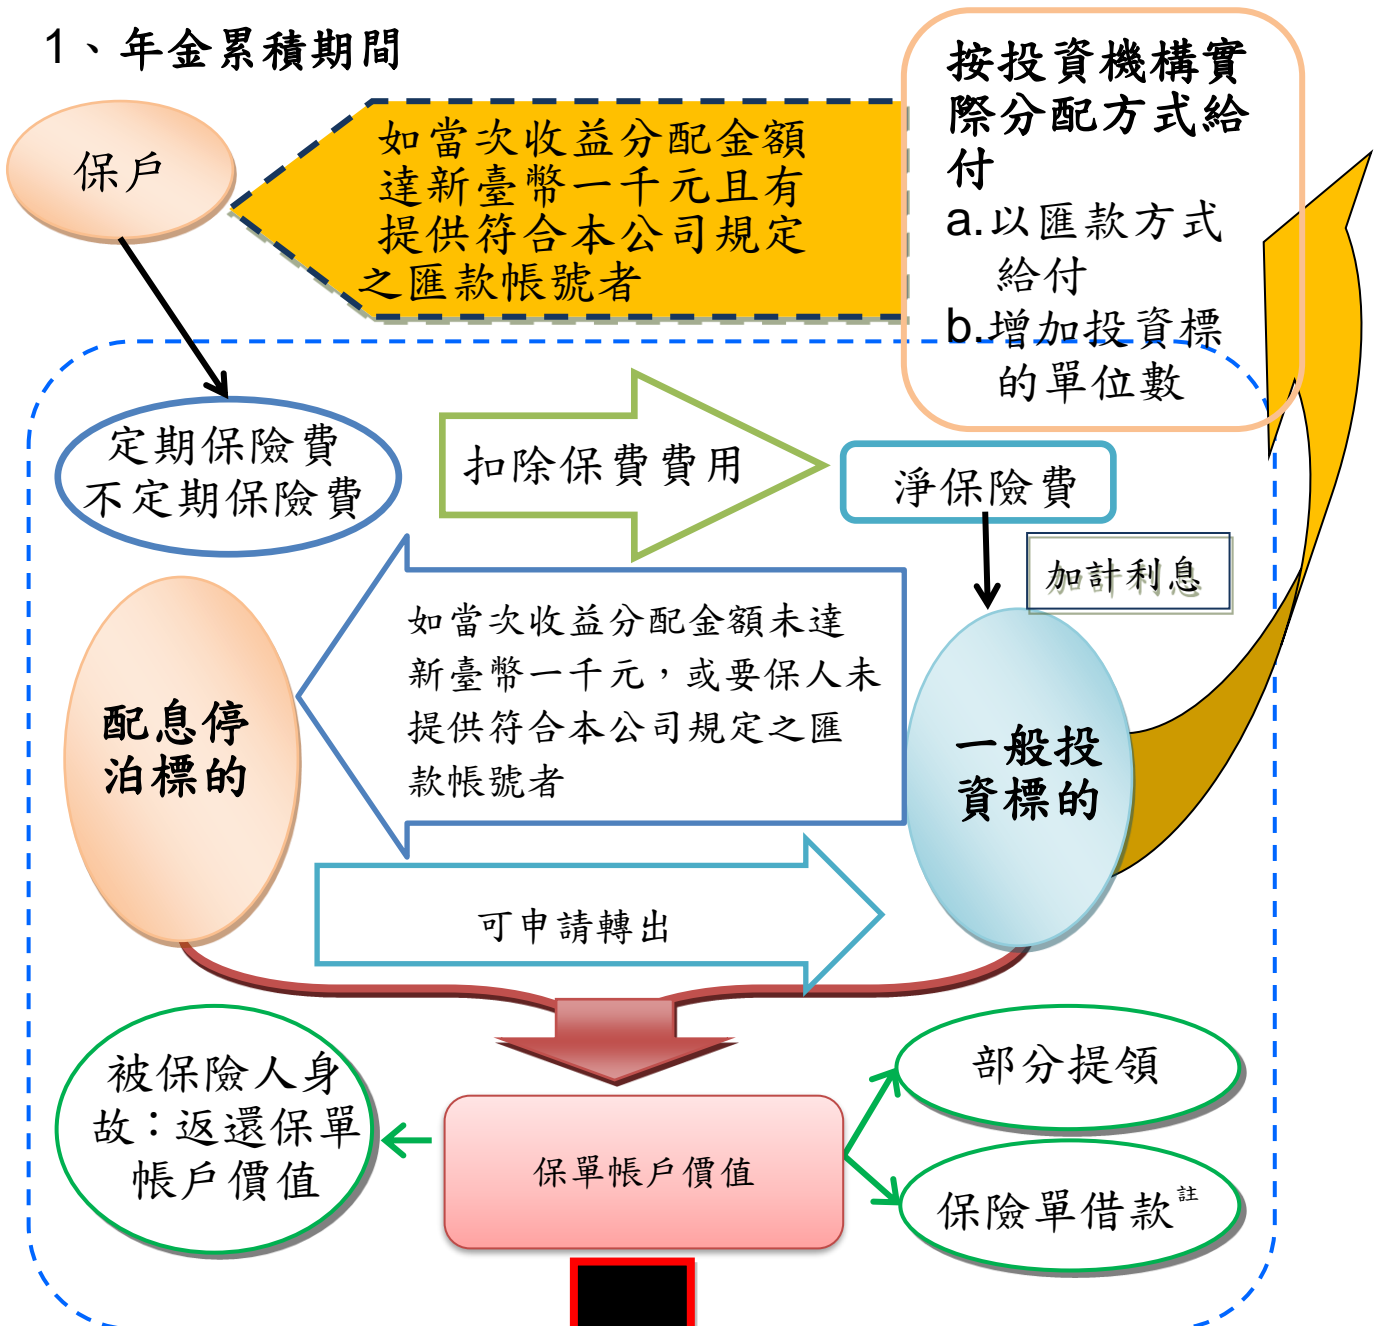 1、年金累積期間
保戶
如當次收益分配金額
達新臺幣一千元且有
提供符合本公司規定
之匯款帳號者
按投資機構實
際分配方式給
付
a.以匯款方式
給付
b.增加投資標
的單位數
定期保險費
不定期保險費
扣除保費費用
淨保險費
加計利息
配息停
泊標的
如當次收益分配金額未達
新臺幣一千元，或要保人未
提供符合本公司規定之匯
款帳號者
一般投
資標的
可申請轉出
被保險人身
故：返還保單
帳戶價值
保單帳戶價值
部分提領
保險單借款註